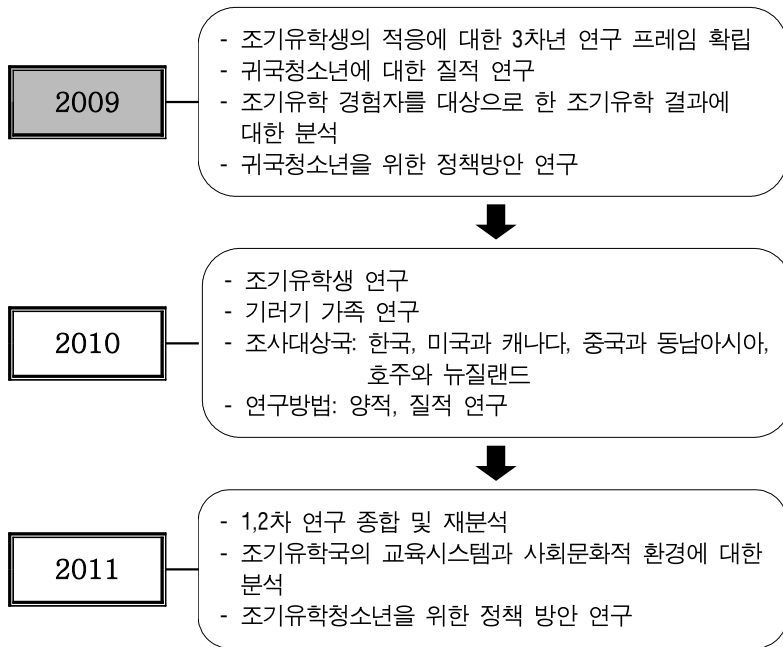 2009
- 조기유학생의 적응에 대한 3차년 연구 프레임 확립
- 귀국청소년에 대한 질적 연구
- 조기유학 경험자를 대상으로 한 조기유학 결과에
대한 분석
- 귀국청소년을 위한 정책방안 연구
2010
- 조기유학생 연구
- 기러기 가족 연구
- 조사대상국: 한국, 미국과 캐나다, 중국과 동남아시아,
호주와 뉴질랜드
- 연구방법: 양적, 질적 연구
2011
- 1,2차 연구 종합 및 재분석
- 조기유학국의 교육시스템과 사회문화적 환경에 대한
분석
- 조기유학청소년을 위한 정책 방안 연구